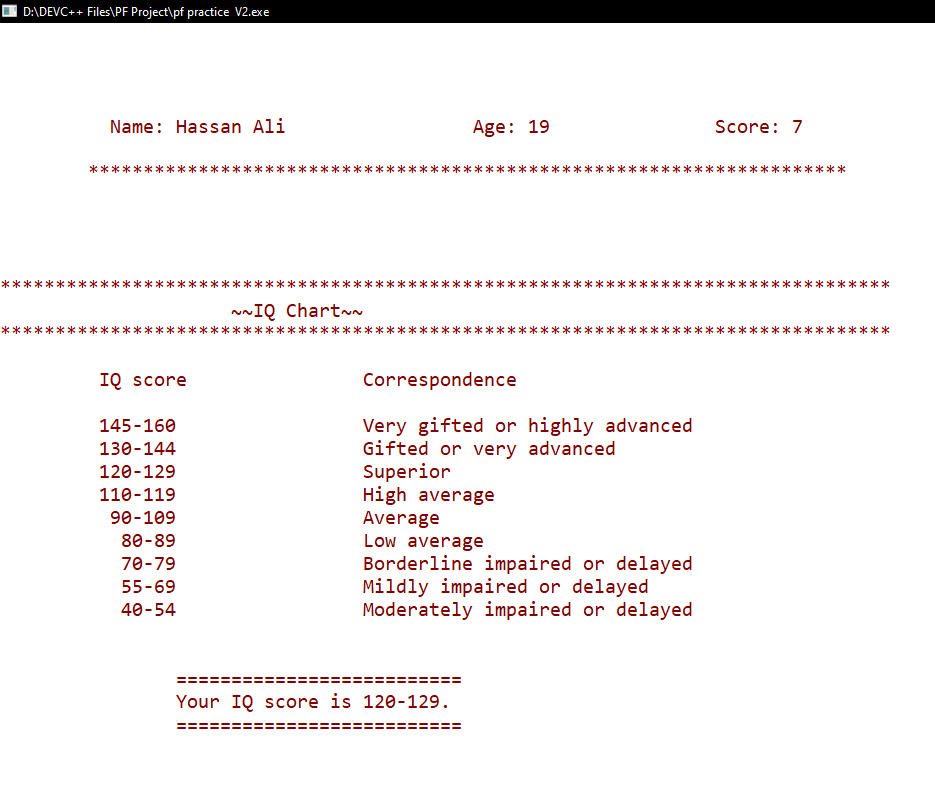 D:\DEVC++ Files\PF Project\pf practice  V2.exe
Name: Hassan Ali                 Age: 19               Score: 7
*********************************************************************
*********************************************************************************
~~IQ Chart~~
*********************************************************************************
IQ score                Correspondence
145-160                 Very gifted or highly advanced
130-144                 Gifted or very advanced
120-129                 Superior
110-119                 High average
90-109                 Average
80-89                 Low average
70-79                 Borderline impaired or delayed
55-69                 Mildly impaired or delayed
40-54                 Moderately impaired or delayed
==========================
Your IQ score is 120-129.
==========================